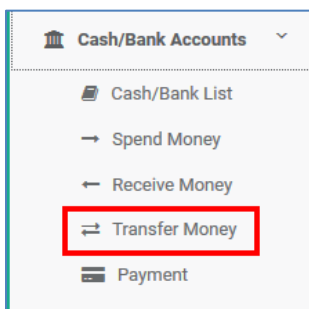 Cash/Bank Accounts
Cash/Bank List
Spend Money
Receive Money
Transfer Money
Payment